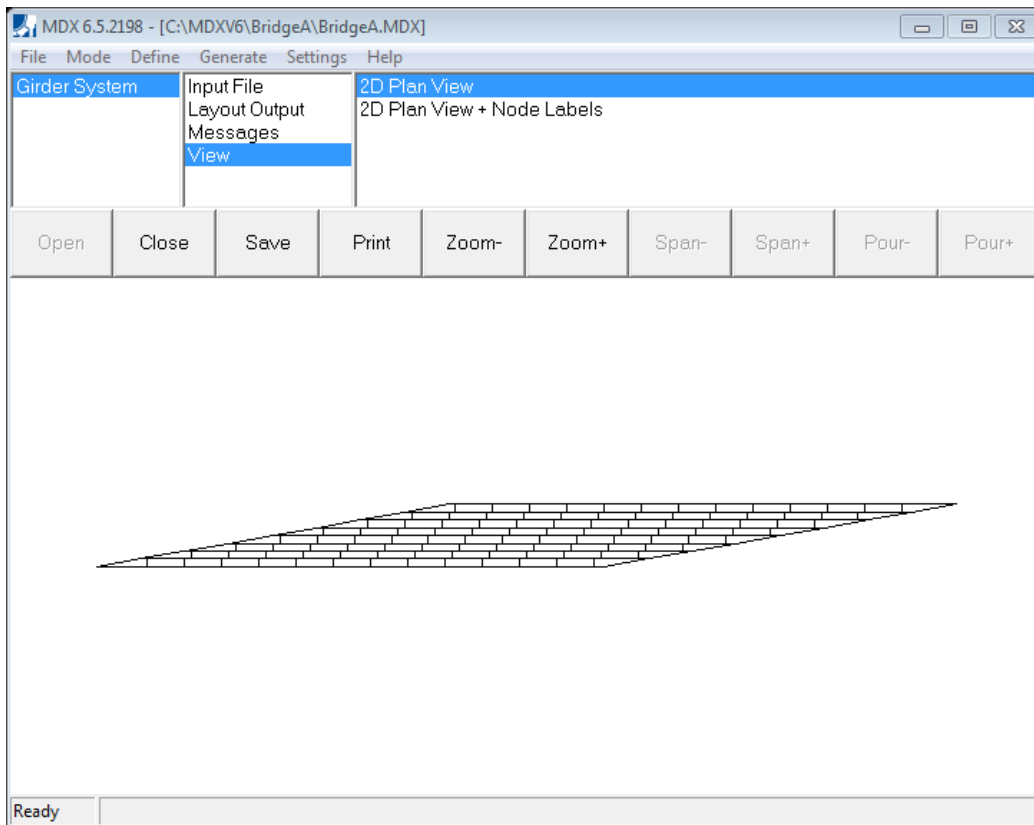 MDX 6.5.2198 - [C:\MDXV6\BridgeA\BridgeA.MDX]
File Mode Define Generate Settings Help
Girder System
Input File
Layout Output
Messages
View
2D Plan View
2D Plan View + Node Labels
Open Close Save Print Zoom- Zoom+ Span- Span+ Pour- Pour+
Ready